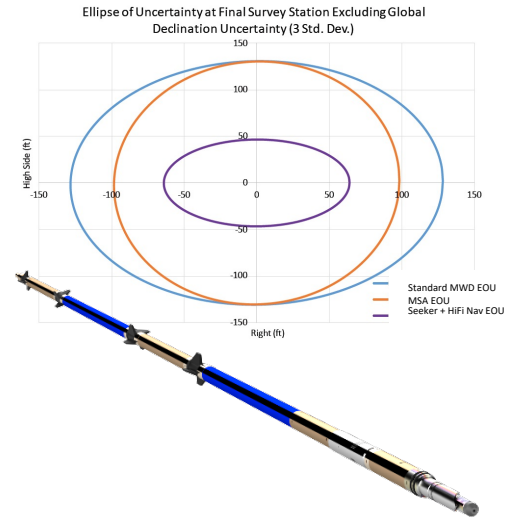 Ellipse of Uncertainty at Final Survey Station Excluding Global
Declination Uncertainty (3 Std. Dev.)
150
100
50
0
-50
-100
-150
High Side (ft)
-150
-100
-50
0
50
100
150
Right (ft)
Standard MWD EOU
MSA EOU
Seeker + HiFi Nav EOU